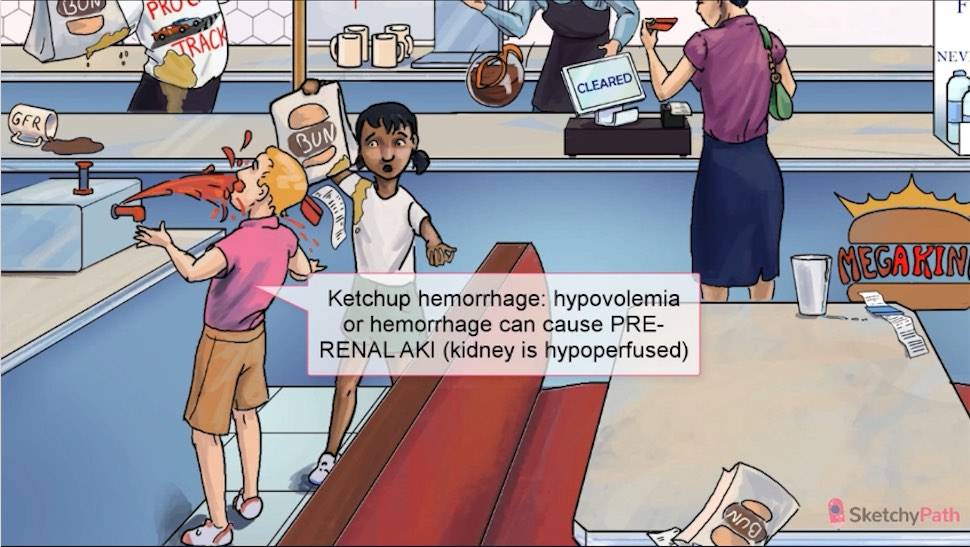 BUN
PRO
TRACK
F
NEV
GFR
BUN
CLEARED
MEGAKIN
Ketchup hemorrhage: hypovolemia
or hemorrhage can cause PRE-
RENAL AKI (kidney is hypoperfused)
BUN
SketchyPath